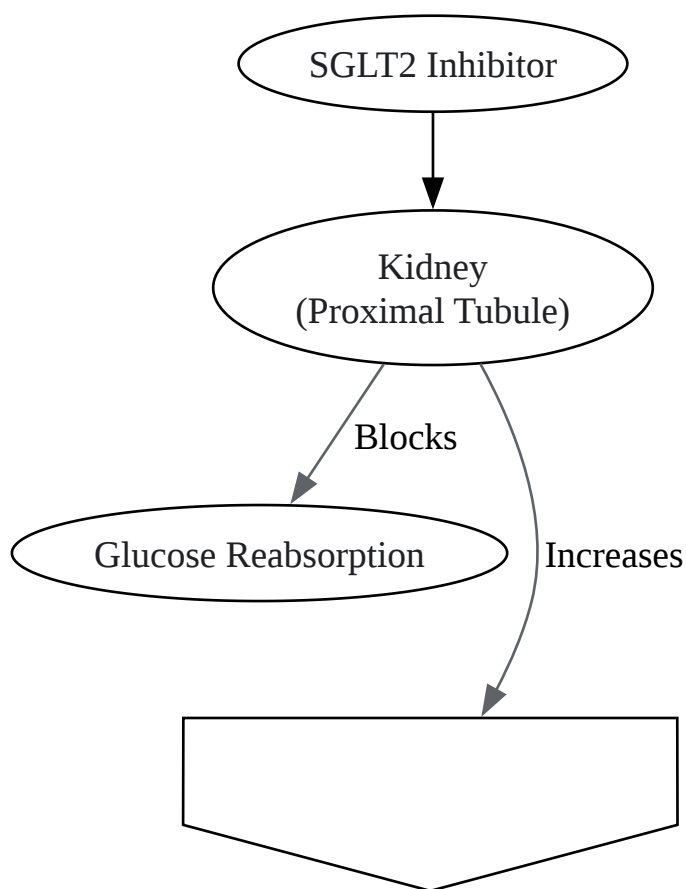 SGLT2 Inhibitor
Kidney
(Proximal Tubule)
Blocks
Glucose Reabsorption
Increases